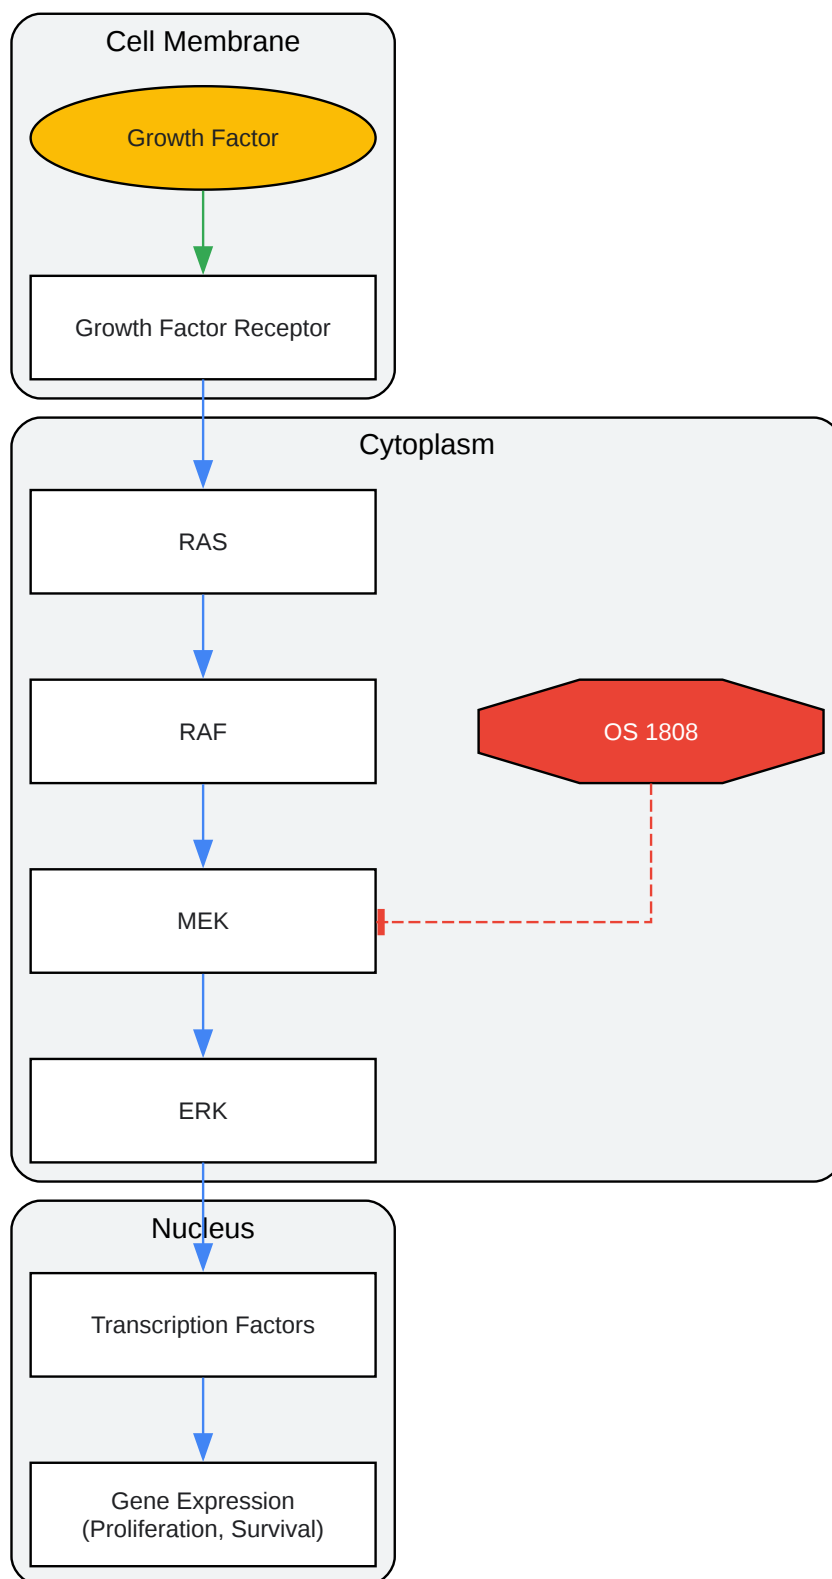 Cell Membrane
Growth Factor
Growth Factor Receptor
Cytoplasm
RAS
RAF
OS 1808
MEK
ERK
Nucleus
Transcription Factors
Gene Expression
(Proliferation, Survival)